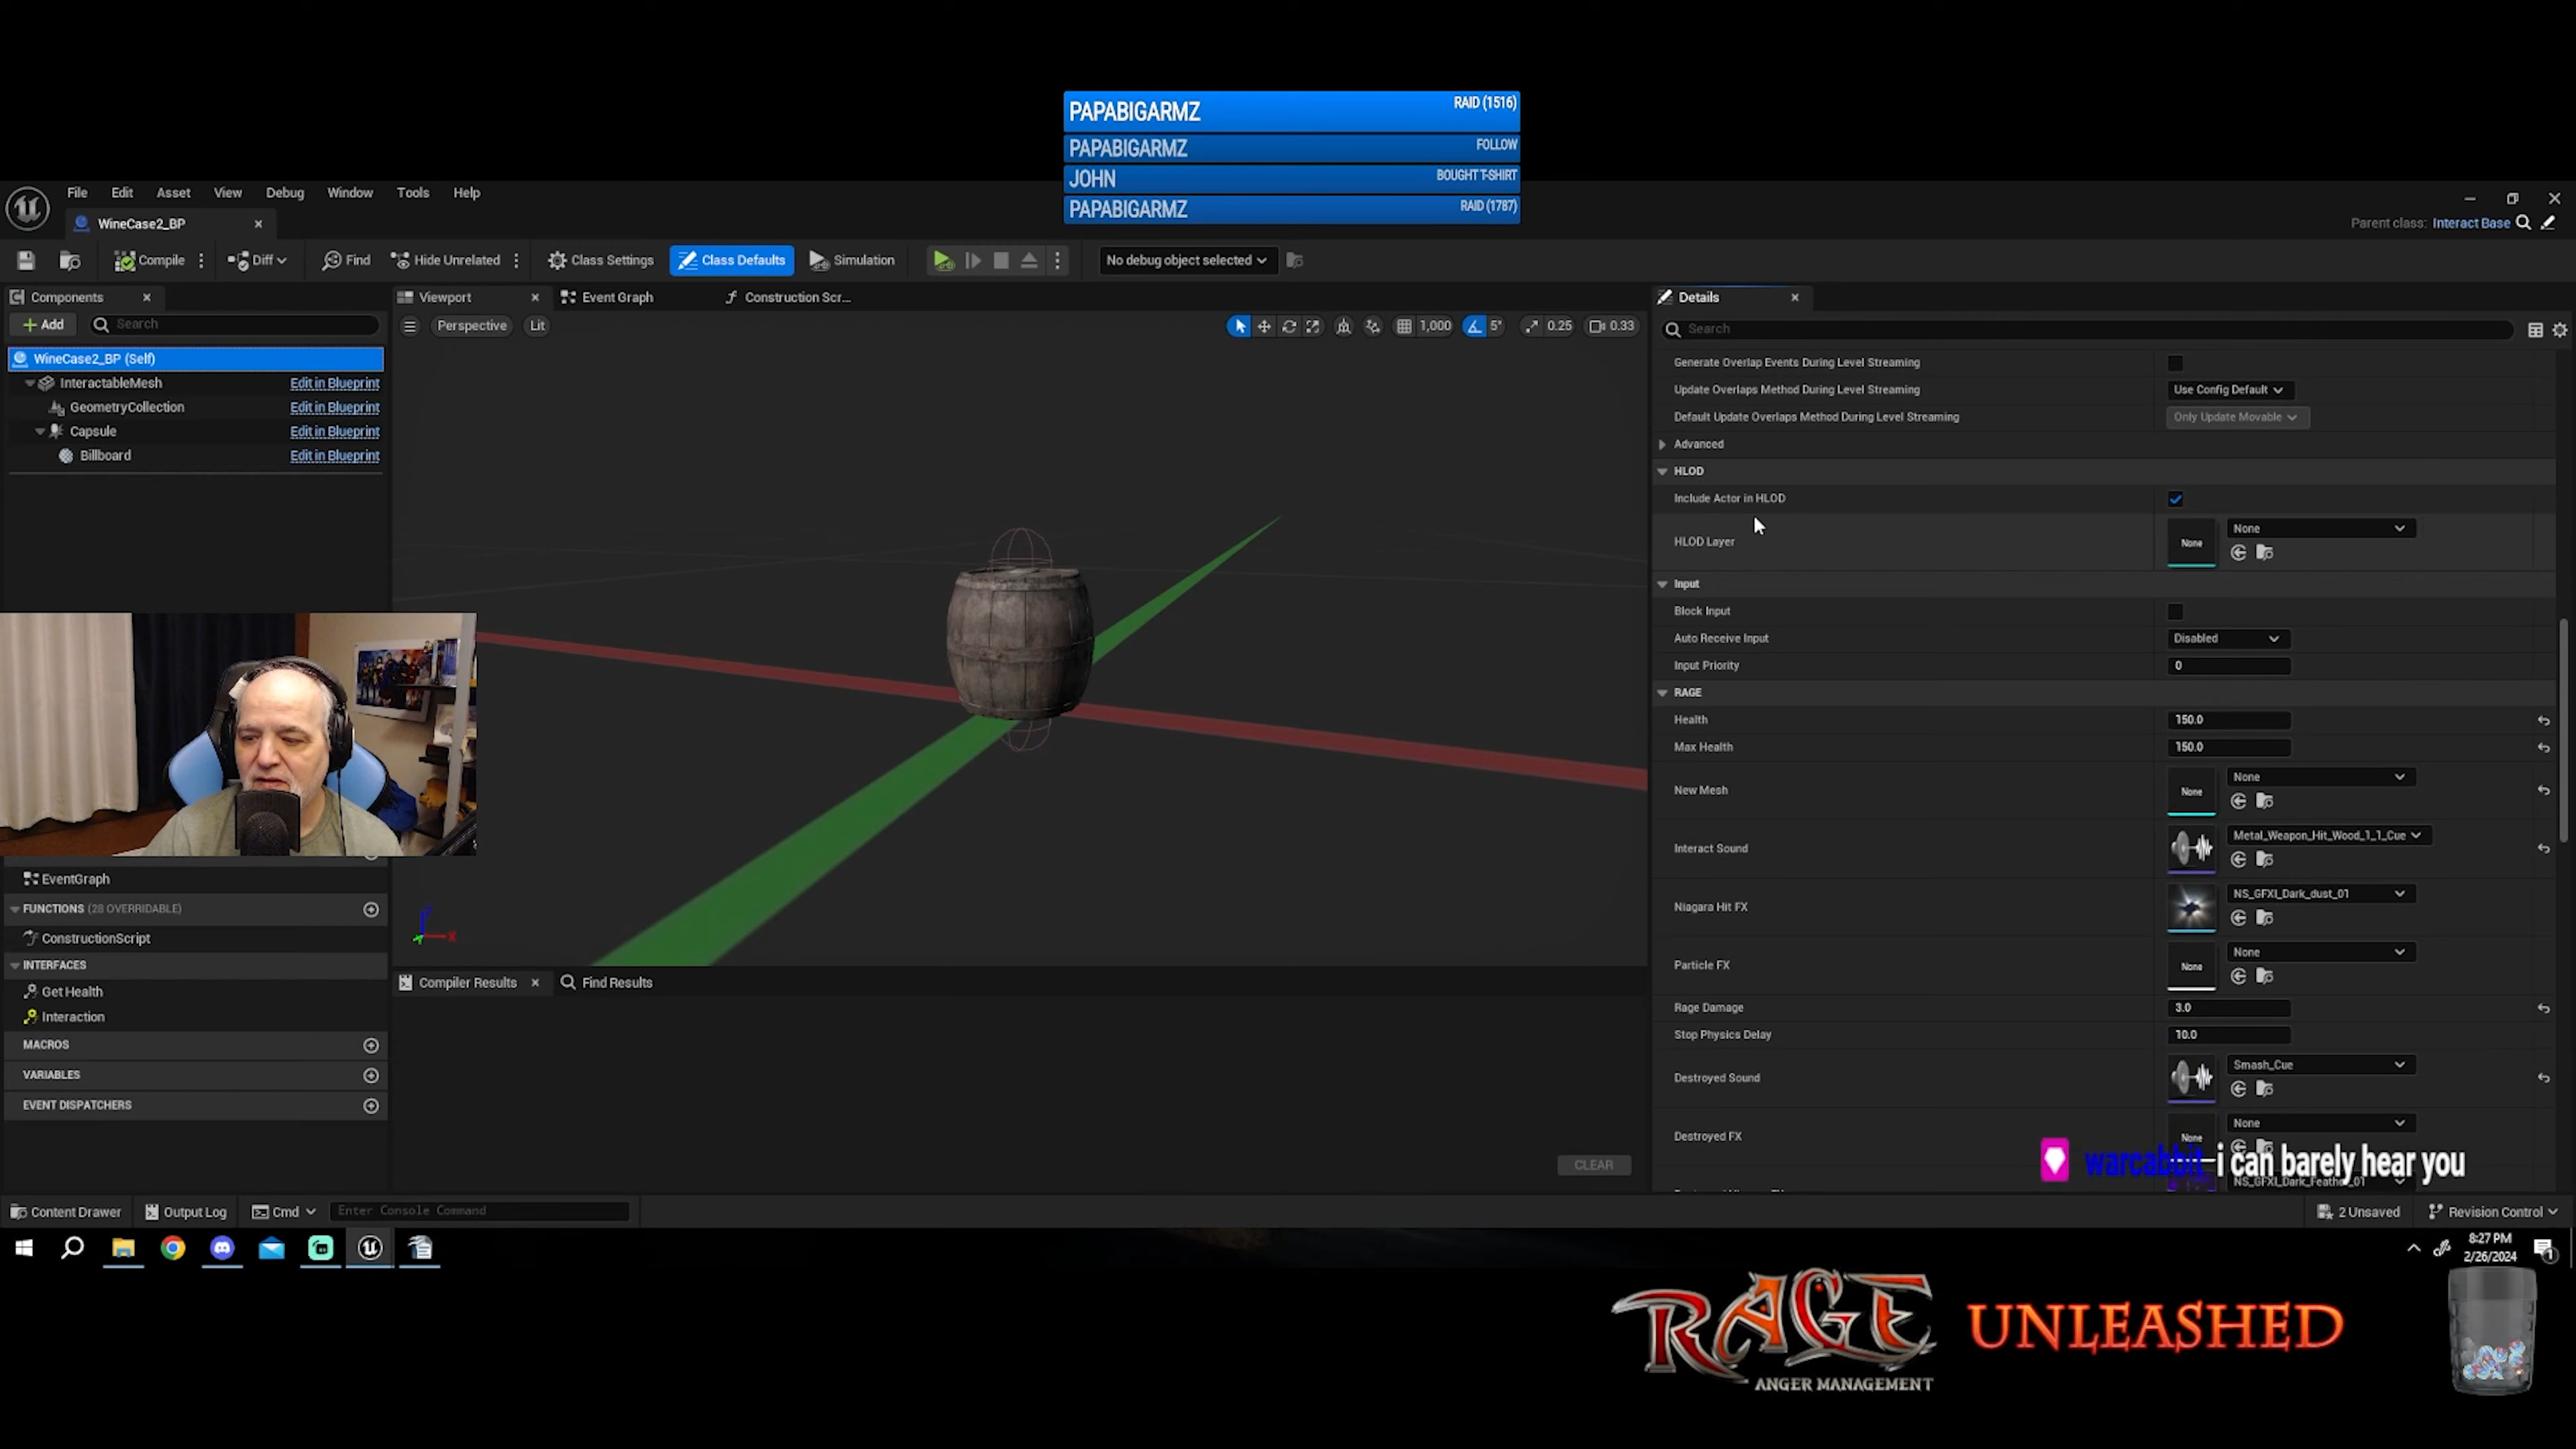 PAPABIGARMZ RAID (1516)
PAPABIGARMZ FOLLOW
JOHN BOUGHT T-SHIRT
PAPABIGARMZ RAID (1787)
File Edit Asset View Debug Window Tools Help
WineCase2_BP
Parent class: Interact Base
Compile Diff Find Hide Unrelated Class Settings Class Defaults Simulation No debug object selected
Components
Add Search
WineCase2_BP (Self)
InteractableMesh Edit in Blueprint
GeometryCollection Edit in Blueprint
Capsule Edit in Blueprint
Billboard Edit in Blueprint
EventGraph
FUNCTIONS (28 OVERRIDABLE)
ConstructionScript
INTERFACES
Get Health
Interaction
MACROS
VARIABLES
EVENT DISPATCHERS
Viewport Event Graph Construction Scr...
Perspective Lit 1,000 5° 0.25 0.33
Compiler Results Find Results
CLEAR
Details
Search
Generate Overlap Events During Level Streaming
Update Overlaps Method During Level Streaming Use Config Default
Default Update Overlaps Method During Level Streaming Only Update Movable
Advanced
HLOD
Include Actor in HLOD
HLOD Layer None None
Input
Block Input
Auto Receive Input Disabled
Input Priority 0
RAGE
Health 150.0
Max Health 150.0
New Mesh None None
Interact Sound Metal_Weapon_Hit_Wood_1_1_Cue
Niagara Hit FX NS_GFXI_Dark_dust_01
Particle FX None None
Rage Damage 3.0
Stop Physics Delay 10.0
Destroyed Sound Smash_Cue
Destroyed FX None None
warcabbit i can barely hear you
Content Drawer Output Log Cmd Enter Console Command 2 Unsaved Revision Control
8:27 PM
2/26/2024
1
RAGE UNLEASHED
ANGER MANAGEMENT